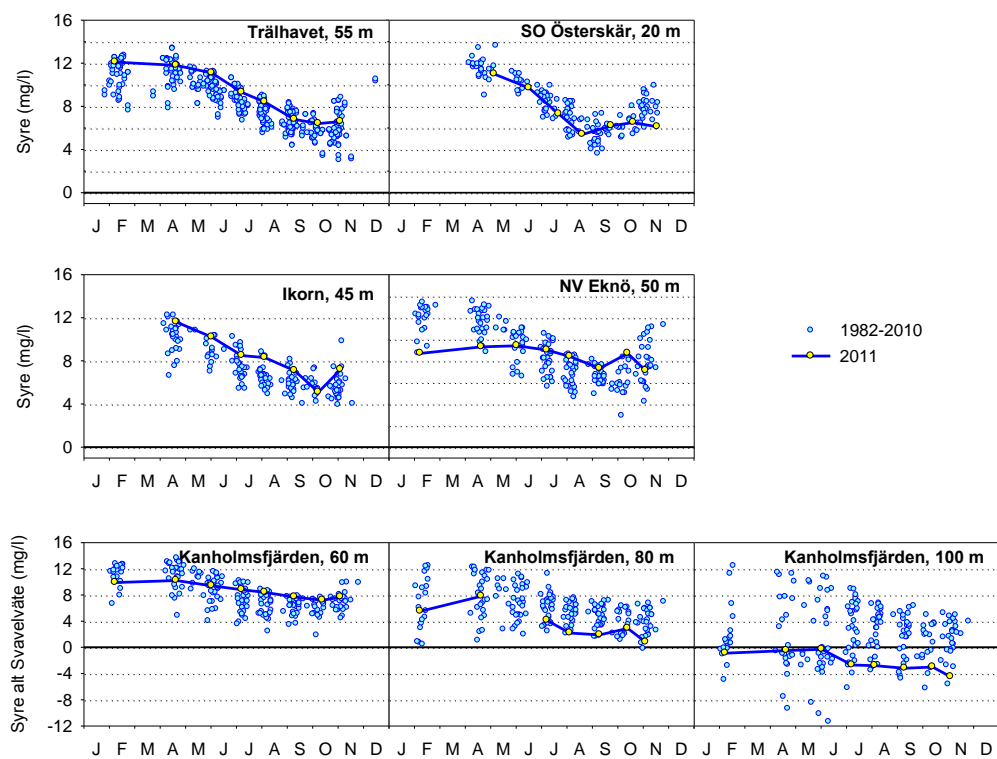 Trälhavet, 55 m
SO Österskär, 20 m
Syre (mg/l)
16
12
8
4
0
J F M A M J J A S O N D
J F M A M J J A S O N D
Ikorn, 45 m
NV Eknö, 50 m
Syre (mg/l)
16
12
8
4
0
J F M A M J J A S O N D
J F M A M J J A S O N D
1982-2010
2011
Kanholmsfjärden, 60 m
Kanholmsfjärden, 80 m
Kanholmsfjärden, 100 m
Syre alt Svavelväte (mg/l)
16
12
8
4
0
-4
-8
-12
J F M A M J J A S O N D
J F M A M J J A S O N D
J F M A M J J A S O N D